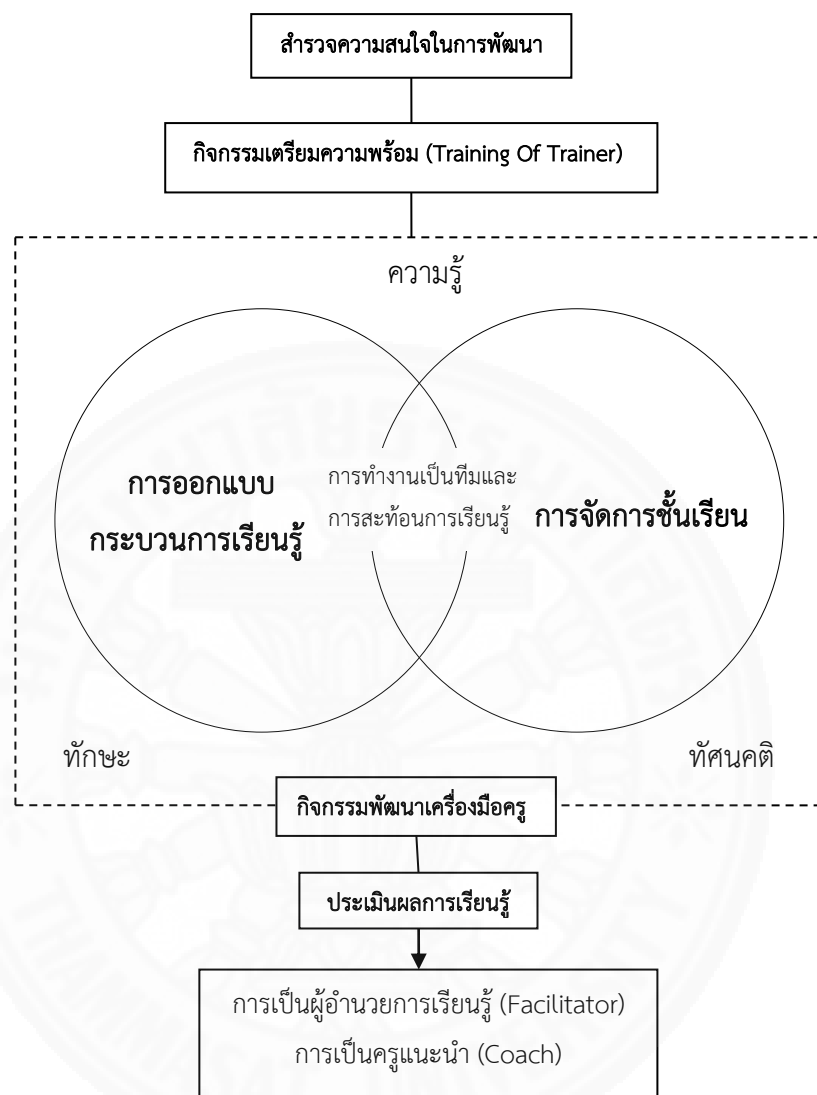 สำรวจความสนใจในการพัฒนา
กิจกรรมเตรียมความพร้อม (Training Of Trainer)
ความรู้
การออกแบบ
กระบวนการเรียนรู้
การทำงานเป็นทีมและ
การสะท้อนการเรียนรู้
การจัดการชั้นเรียน
ทักษะ
ทัศนคติ
กิจกรรมพัฒนาเครื่องมือครู
ประเมินผลการเรียนรู้
การเป็นผู้อำนวยการเรียนรู้ (Facilitator)
การเป็นครูแนะนำ (Coach)